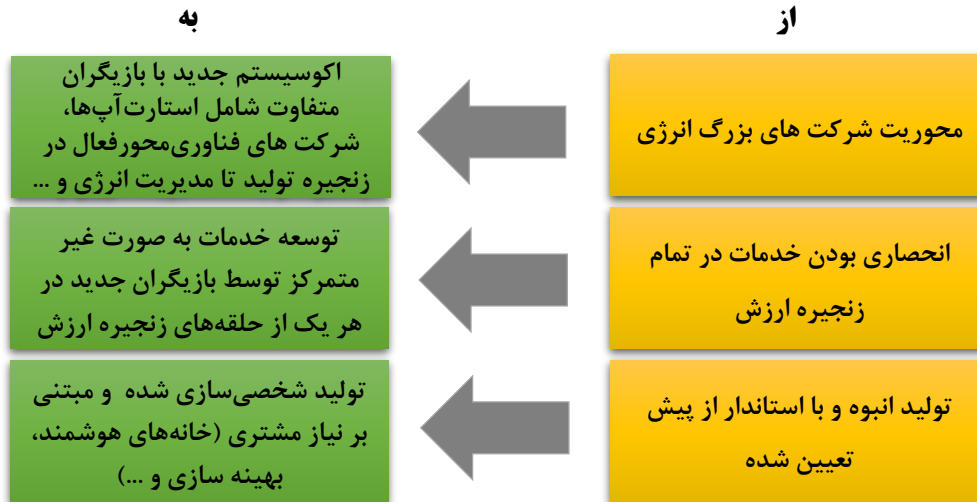 از
به
محوریت شرکت های بزرگ انرژی
اکوسیستم جدید با بازیگران
متفاوت شامل استارت‌آپ‌ها،
شرکت های فناوری‌محورفعال در
زنجیره تولید تا مدیریت انرژی و ...
انحصاری بودن خدمات در تمام
زنجیره ارزش
توسعه خدمات به صورت غیر
متمرکز توسط بازیگران جدید در
هر یک از حلقه‌های زنجیره ارزش
تولید انبوه و با استاندار از پیش
تعیین شده
تولید شخصی‌سازی شده و مبتنی
بر نیاز مشتری (خانه‌های هوشمند،
بهینه سازی و ...)